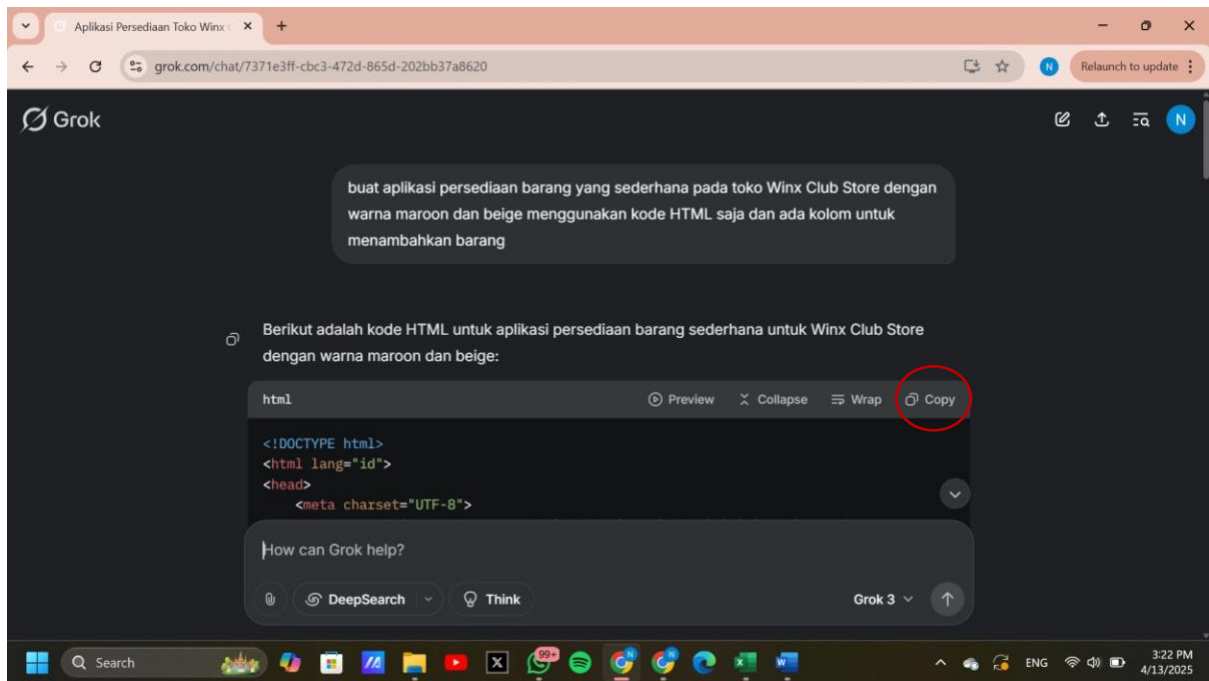 Aplikasi Persediaan Toko Winx C
grok.com/chat/7371e3ff-cbc3-472d-865d-202bb37a8620
N
Relaunch to update
Grok
N
buat aplikasi persediaan barang yang sederhana pada toko Winx Club Store dengan
warna maroon dan beige menggunakan kode HTML saja dan ada kolom untuk
menambahkan barang
Berikut adalah kode HTML untuk aplikasi persediaan barang sederhana untuk Winx Club Store
dengan warna maroon dan beige:
html Preview Collapse Wrap Copy
<!DOCTYPE html>
<html lang="id">
<head>
<meta charset="UTF-8">
How can Grok help?
DeepSearch Think Grok 3
Search 99+ ENG 3:22 PM
4/13/2025